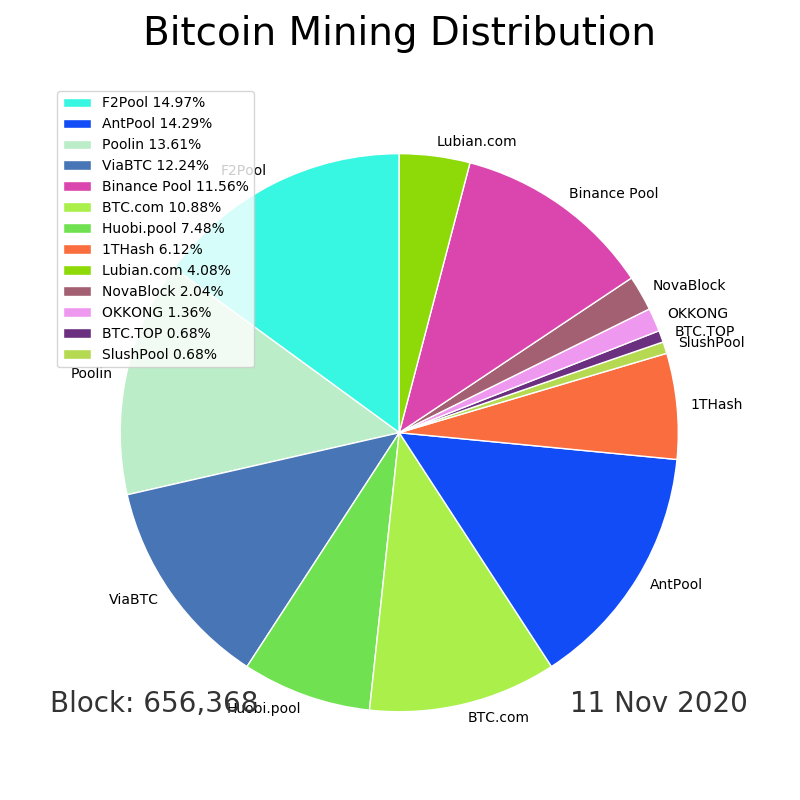 Bitcoin Mining Distribution
F2Pool 14.97%
AntPool 14.29%
Poolin 13.61%
ViaBTC 12.24%
Binance Pool 11.56%
BTC.com 10.88%
Huobi.pool 7.48%
1THash 6.12%
Lubian.com 4.08%
NovaBlock 2.04%
OKKONG 1.36%
BTC.TOP 0.68%
SlushPool 0.68%
Lubian.com
F2Pool
Binance Pool
NovaBlock
OKKONG
BTC.TOP
SlushPool
Poolin
1THash
AntPool
ViaBTC
Block: 656,368
11 Nov 2020
Huobi.pool
BTC.com